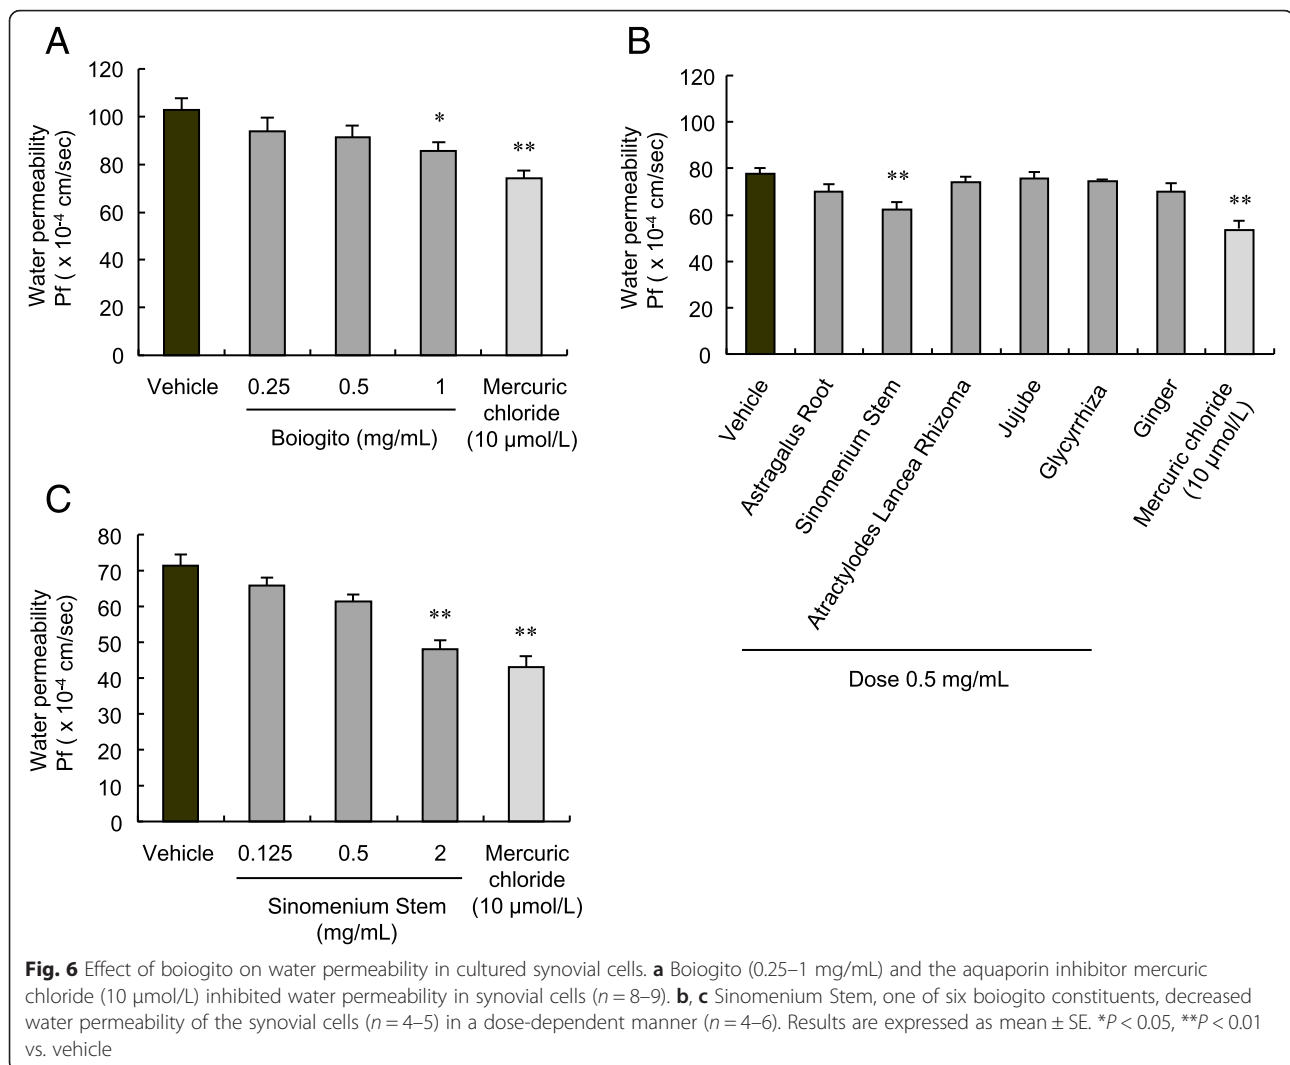 A
120
100
80
60
40
20
0
Water permeability
Pf ( x 10⁻⁴ cm/sec)
*
**
Vehicle
0.25
0.5
1
Mercuric
chloride
(10 µmol/L)
Boiogito (mg/mL)
B
120
100
80
60
40
20
0
Water permeability
Pf ( x 10⁻⁴ cm/sec)
**
**
Vehicle
Astragalus Root
Sinomenium Stem
Atractylodes Lancea Rhizoma
Jujube
Glycyrrhiza
Ginger
Mercuric chloride
(10 µmol/L)
Dose 0.5 mg/mL
C
80
70
60
50
40
30
20
10
0
Water permeability
Pf ( x 10⁻⁴ cm/sec)
**
**
Vehicle
0.125
0.5
2
Mercuric
chloride
(10 µmol/L)
Sinomenium Stem
(mg/mL)
Fig. 6 Effect of boiogito on water permeability in cultured synovial cells. a Boiogito (0.25–1 mg/mL) and the aquaporin inhibitor mercuric
chloride (10 µmol/L) inhibited water permeability in synovial cells (n = 8–9). b, c Sinomenium Stem, one of six boiogito constituents, decreased
water permeability of the synovial cells (n = 4–5) in a dose-dependent manner (n = 4–6). Results are expressed as mean ± SE. *P < 0.05, **P < 0.01
vs. vehicle